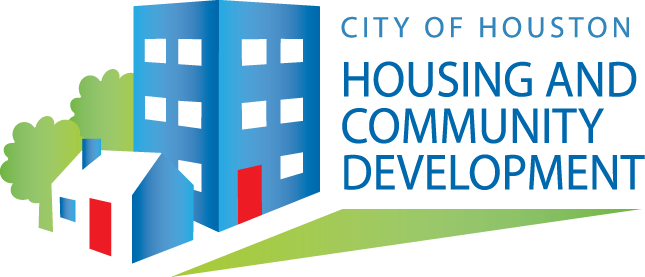 CITY OF HOUSTON
HOUSING AND
COMMUNITY
DEVELOPMENT